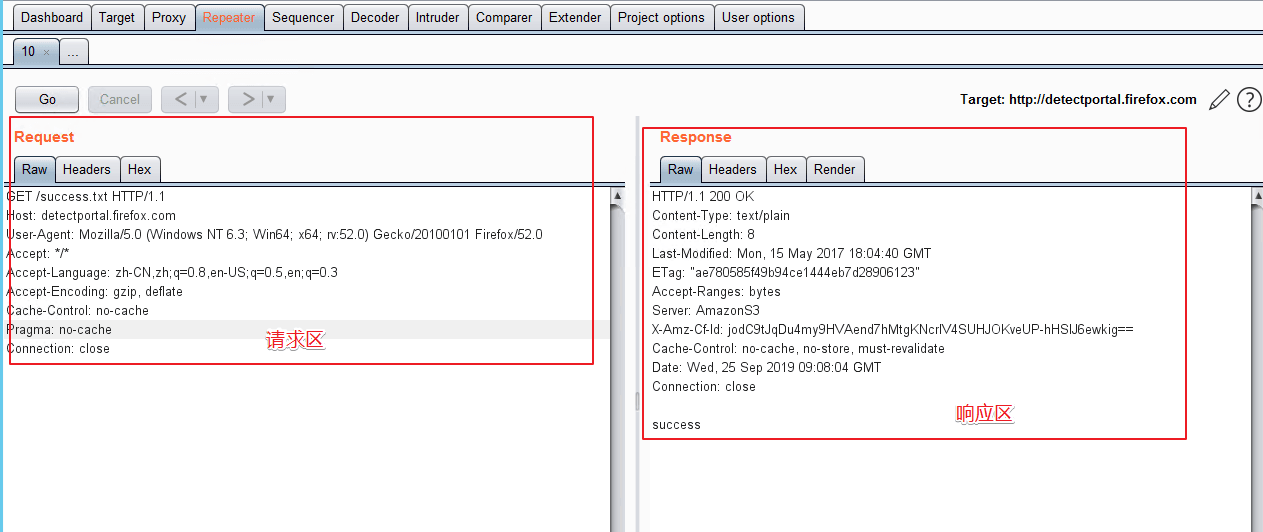 Dashboard Target Proxy Repeater Sequencer Decoder Intruder Comparer Extender Project options User options
10 × ...
Go Cancel < ▼ > ▼ Target: http://detectportal.firefox.com ?
Request
Raw Headers Hex
GET /success.txt HTTP/1.1
Host: detectportal.firefox.com
User-Agent: Mozilla/5.0 (Windows NT 6.3; Win64; x64; rv:52.0) Gecko/20100101 Firefox/52.0
Accept: */*
Accept-Language: zh-CN,zh;q=0.8,en-US;q=0.5,en;q=0.3
Accept-Encoding: gzip, deflate
Cache-Control: no-cache
Pragma: no-cache
Connection: close
请求区
Response
Raw Headers Hex Render
HTTP/1.1 200 OK
Content-Type: text/plain
Content-Length: 8
Last-Modified: Mon, 15 May 2017 18:04:40 GMT
ETag: "ae780585f49b94ce1444eb7d28906123"
Accept-Ranges: bytes
Server: AmazonS3
X-Amz-Cf-Id:
Cache-Control: no-cache, no-store, must-revalidate
Date: Wed, 25 Sep 2019 09:08:04 GMT
Connection: close
success
响应区